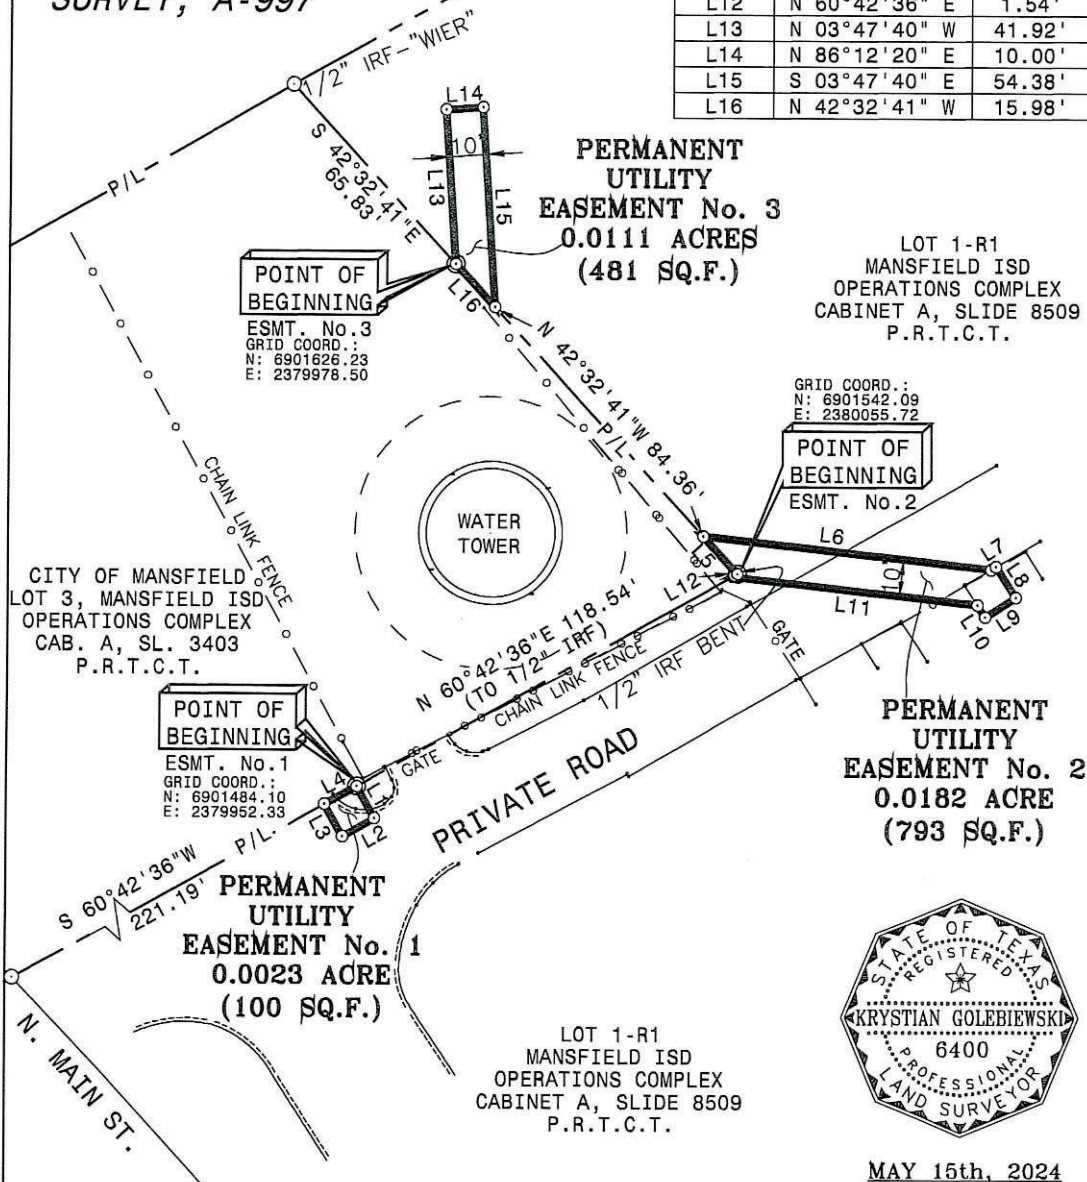 SURVEY, A-997
L12 N 60°42'36" E 1.54'
L13 N 03°47'40" W 41.92'
L14 N 86°12'20" E 10.00'
L15 S 03°47'40" E 54.38'
L16 N 42°32'41" W 15.98'
1/2" IRF-"WIER"
P/L
S 42°32'41"E
65.83'
L14
10'
L13
L15
L16
PERMANENT
UTILITY
EASEMENT No. 3
0.0111 ACRES
(481 SQ.F.)
LOT 1-R1
MANSFIELD ISD
OPERATIONS COMPLEX
CABINET A, SLIDE 8509
P.R.T.C.T.
POINT OF
BEGINNING
ESMT. No.3
GRID COORD.:
N: 6901626.23
E: 2379978.50
N 42°32'41"W 84.36'
P/L
GRID COORD.:
N: 6901542.09
E: 2380055.72
POINT OF
BEGINNING
ESMT. No.2
CHAIN LINK FENCE
WATER
TOWER
L5
L6
L7
L8
L9
L10
L11
10'
L12
CITY OF MANSFIELD
LOT 3, MANSFIELD ISD
OPERATIONS COMPLEX
CAB. A, SL. 3403
P.R.T.C.T.
N 60°42'36"E 118.54'
(TO 1/2" IRF)
CHAIN LINK FENCE
1/2" IRF BENT
GATE
GATE
POINT OF
BEGINNING
ESMT. No.1
GRID COORD.:
N: 6901484.10
E: 2379952.33
L4
L3
L2
P/L
PRIVATE ROAD
PERMANENT
UTILITY
EASEMENT No. 2
0.0182 ACRE
(793 SQ.F.)
S 60°42'36"W
221.19'
PERMANENT
UTILITY
EASEMENT No. 1
0.0023 ACRE
(100 SQ.F.)
N. MAIN ST.
LOT 1-R1
MANSFIELD ISD
OPERATIONS COMPLEX
CABINET A, SLIDE 8509
P.R.T.C.T.
STATE OF TEXAS
REGISTERED
KRYSTIAN GOLEBIEWSKI
6400
PROFESSIONAL
LAND SURVEYOR
MAY 15th, 2024